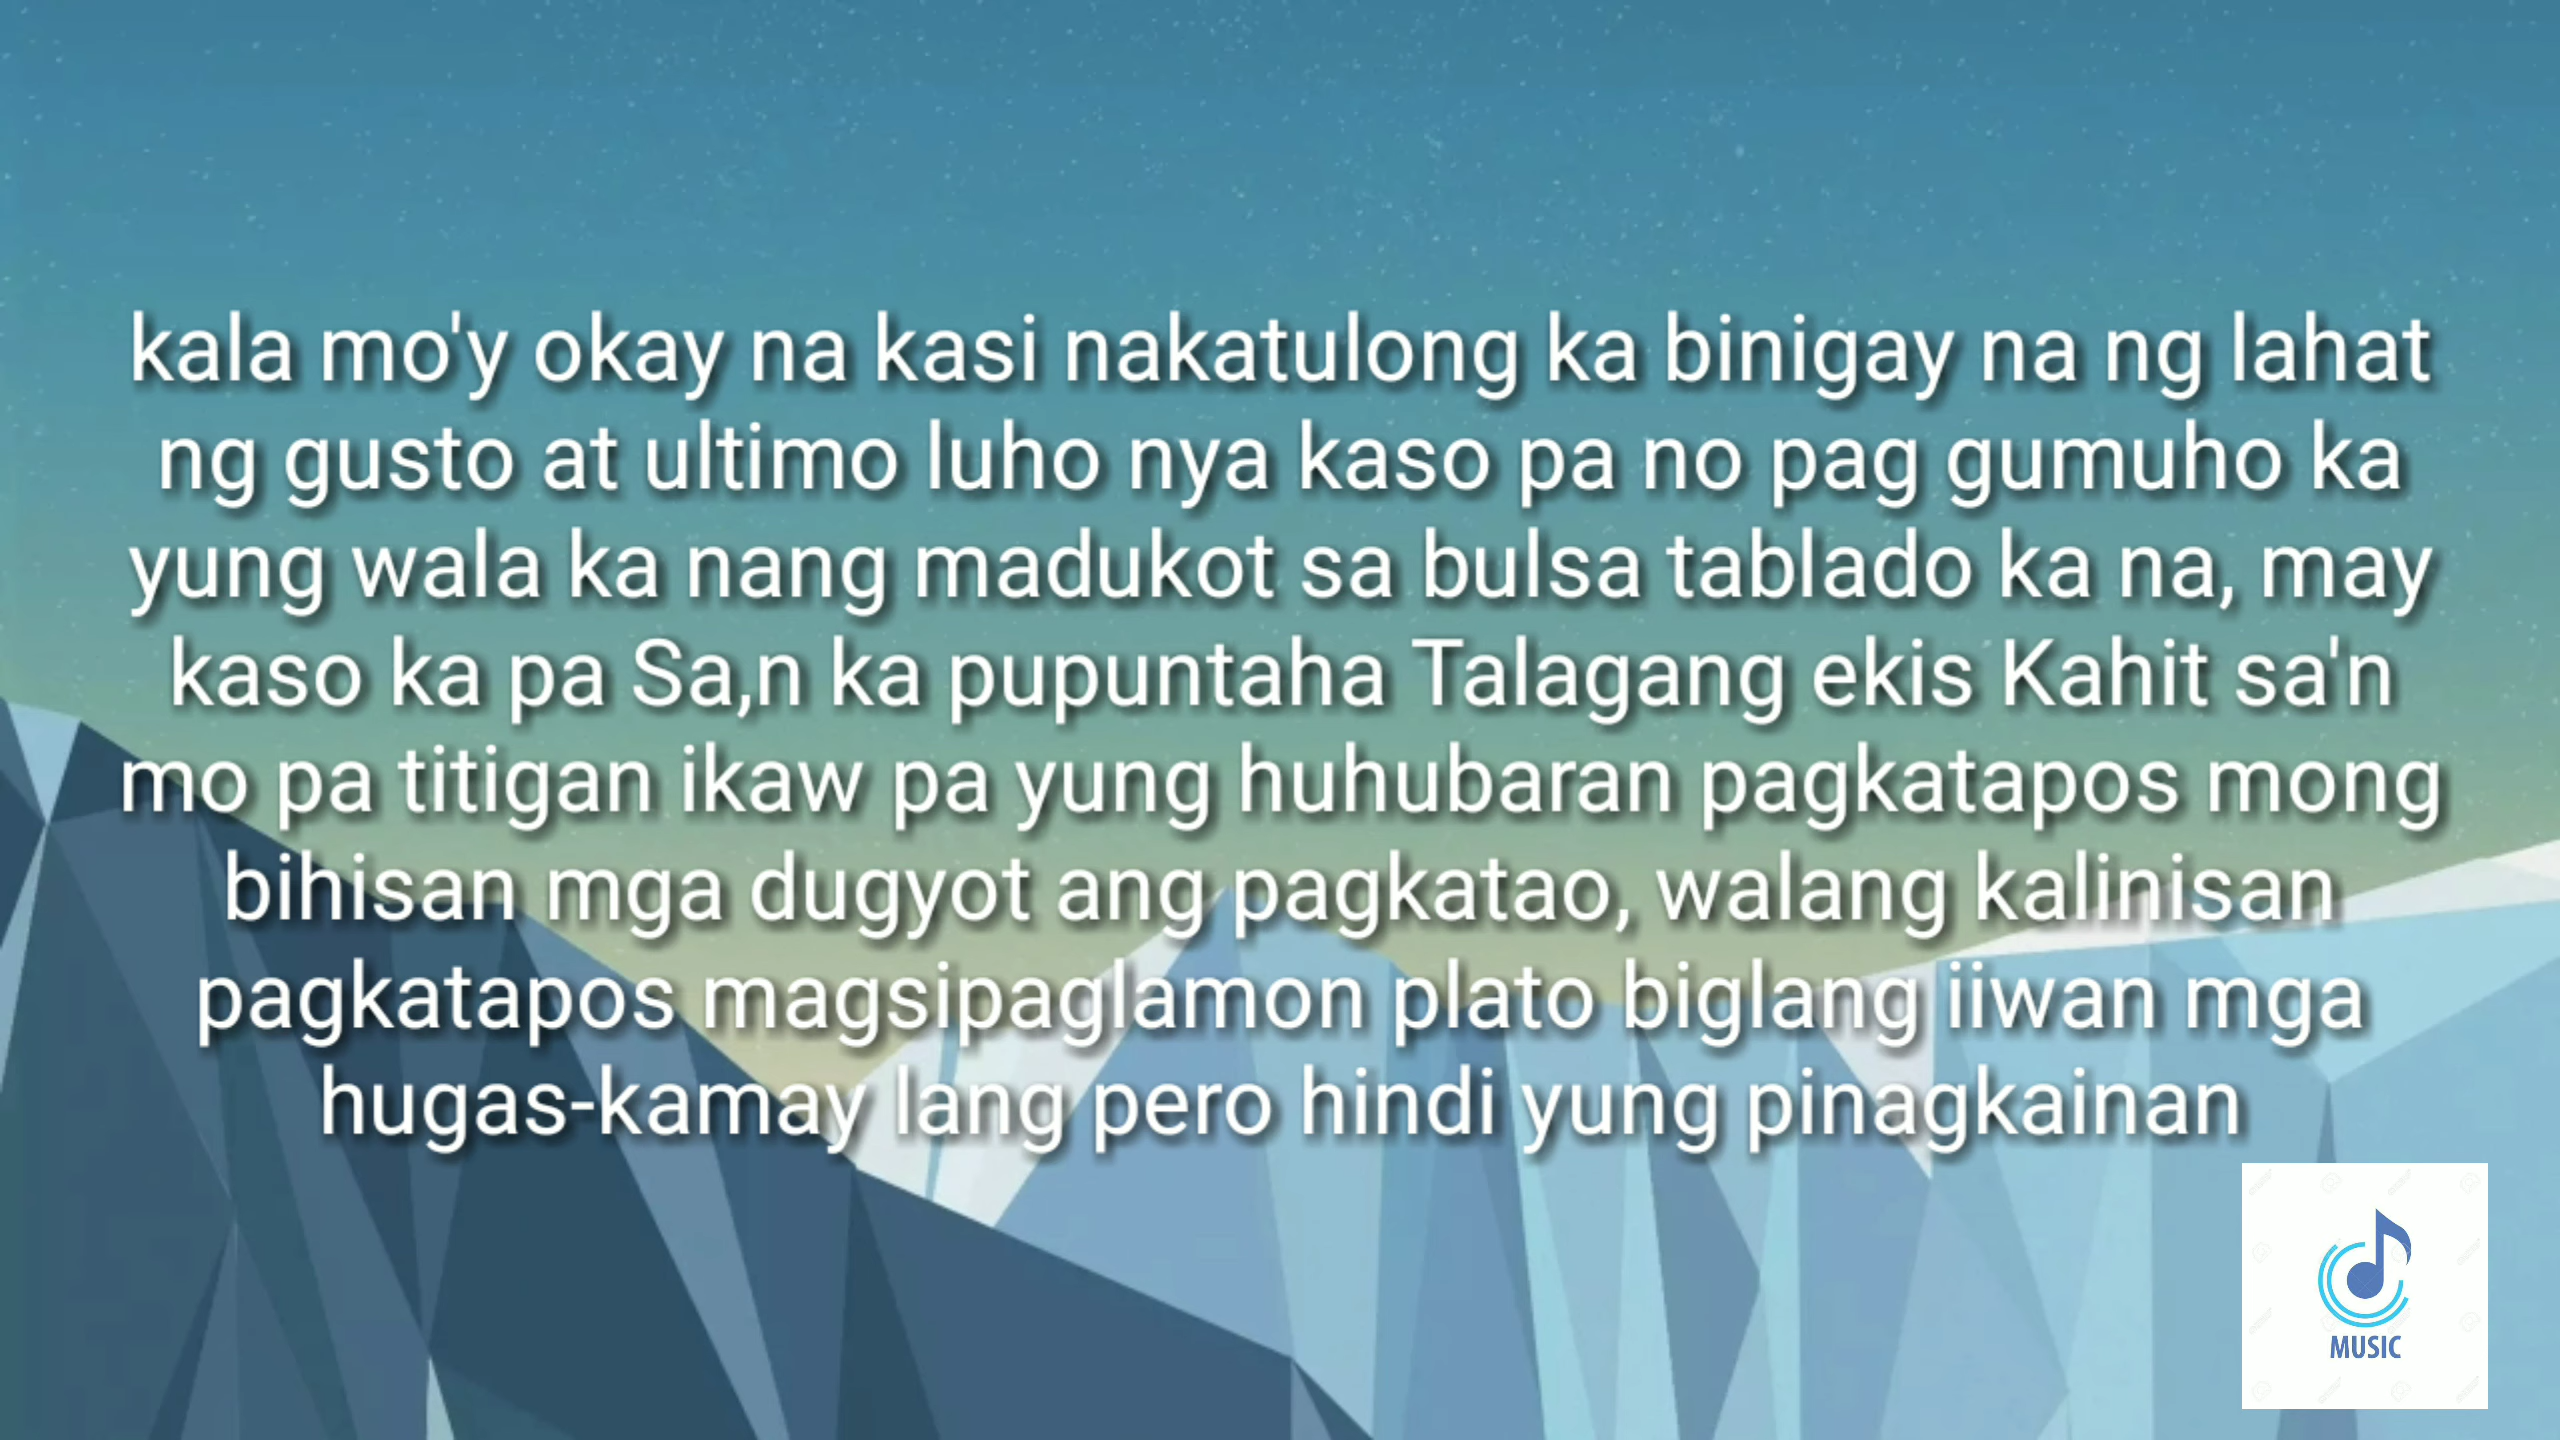 kala mo'y okay na kasi nakatulong ka binigay na ng lahat
ng gusto at ultimo luho nya kaso pa no pag gumuho ka
yung wala ka nang madukot sa bulsa tablado ka na, may
kaso ka pa Sa,n ka pupuntaha Talagang ekis Kahit sa'n
mo pa titigan ikaw pa yung huhubaran pagkatapos mong
bihisan mga dugyot ang pagkatao, walang kalinisan
pagkatapos magsipaglamon plato biglang iiwan mga
hugas-kamay lang pero hindi yung pinagkainan
MUSIC